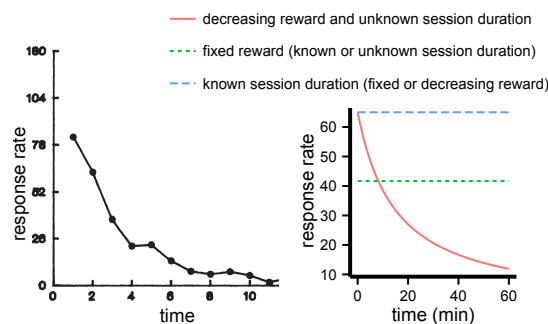 decreasing reward and unknown session duration
fixed reward (known or unknown session duration)
known session duration (fixed or decreasing reward)
104
78
52
26
0
response rate
0 2 4 6 8 10
time
60
50
40
30
20
10
response rate
0 20 40 60
time (min)